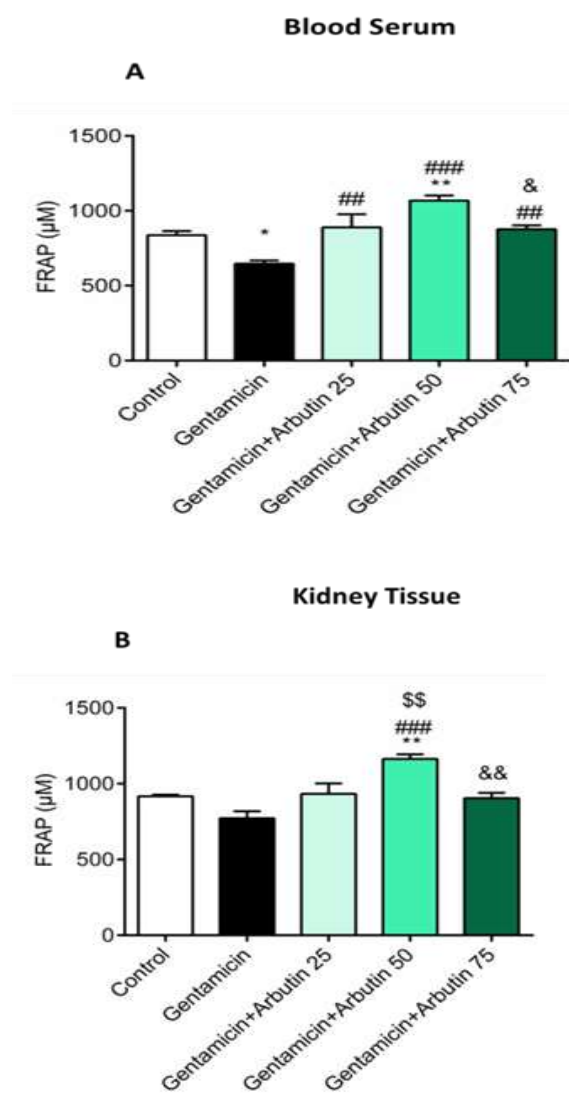 Blood Serum
A
1500
1000
500
0
FRAP (µM)
*
##
###
**
&
##
Control
Gentamicin
Gentamicin+Arbutin 25
Gentamicin+Arbutin 50
Gentamicin+Arbutin 75
Kidney Tissue
B
1500
1000
500
0
FRAP (µM)
$$
###
**
&&
Control
Gentamicin
Gentamicin+Arbutin 25
Gentamicin+Arbutin 50
Gentamicin+Arbutin 75